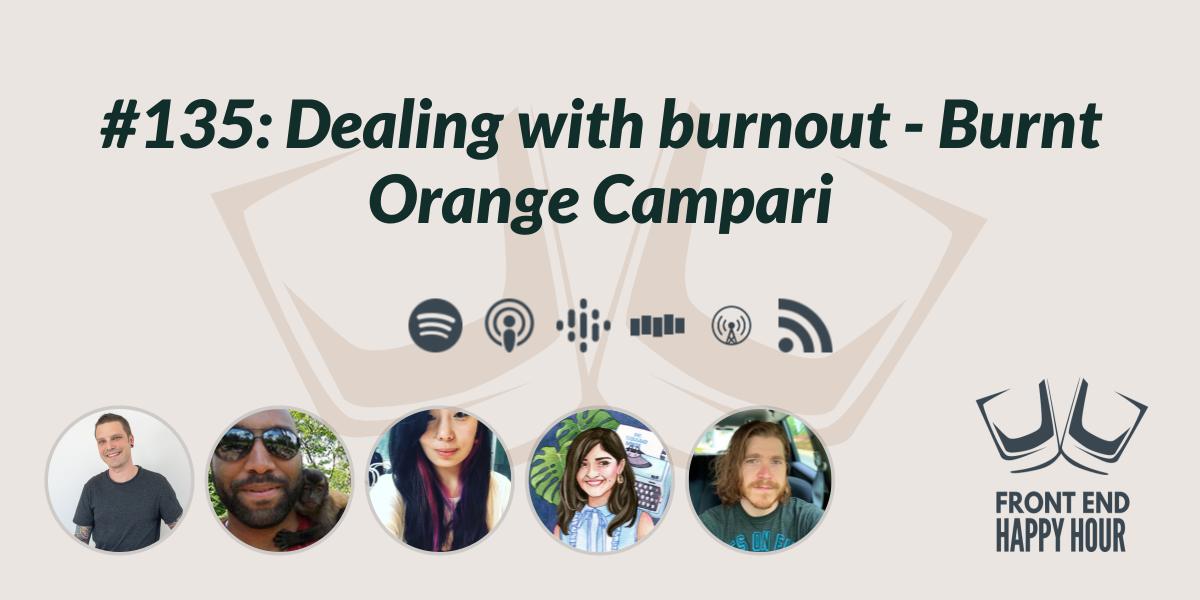 #135: Dealing with burnout - Burnt
Orange Campari
FRONT END
HAPPY HOUR